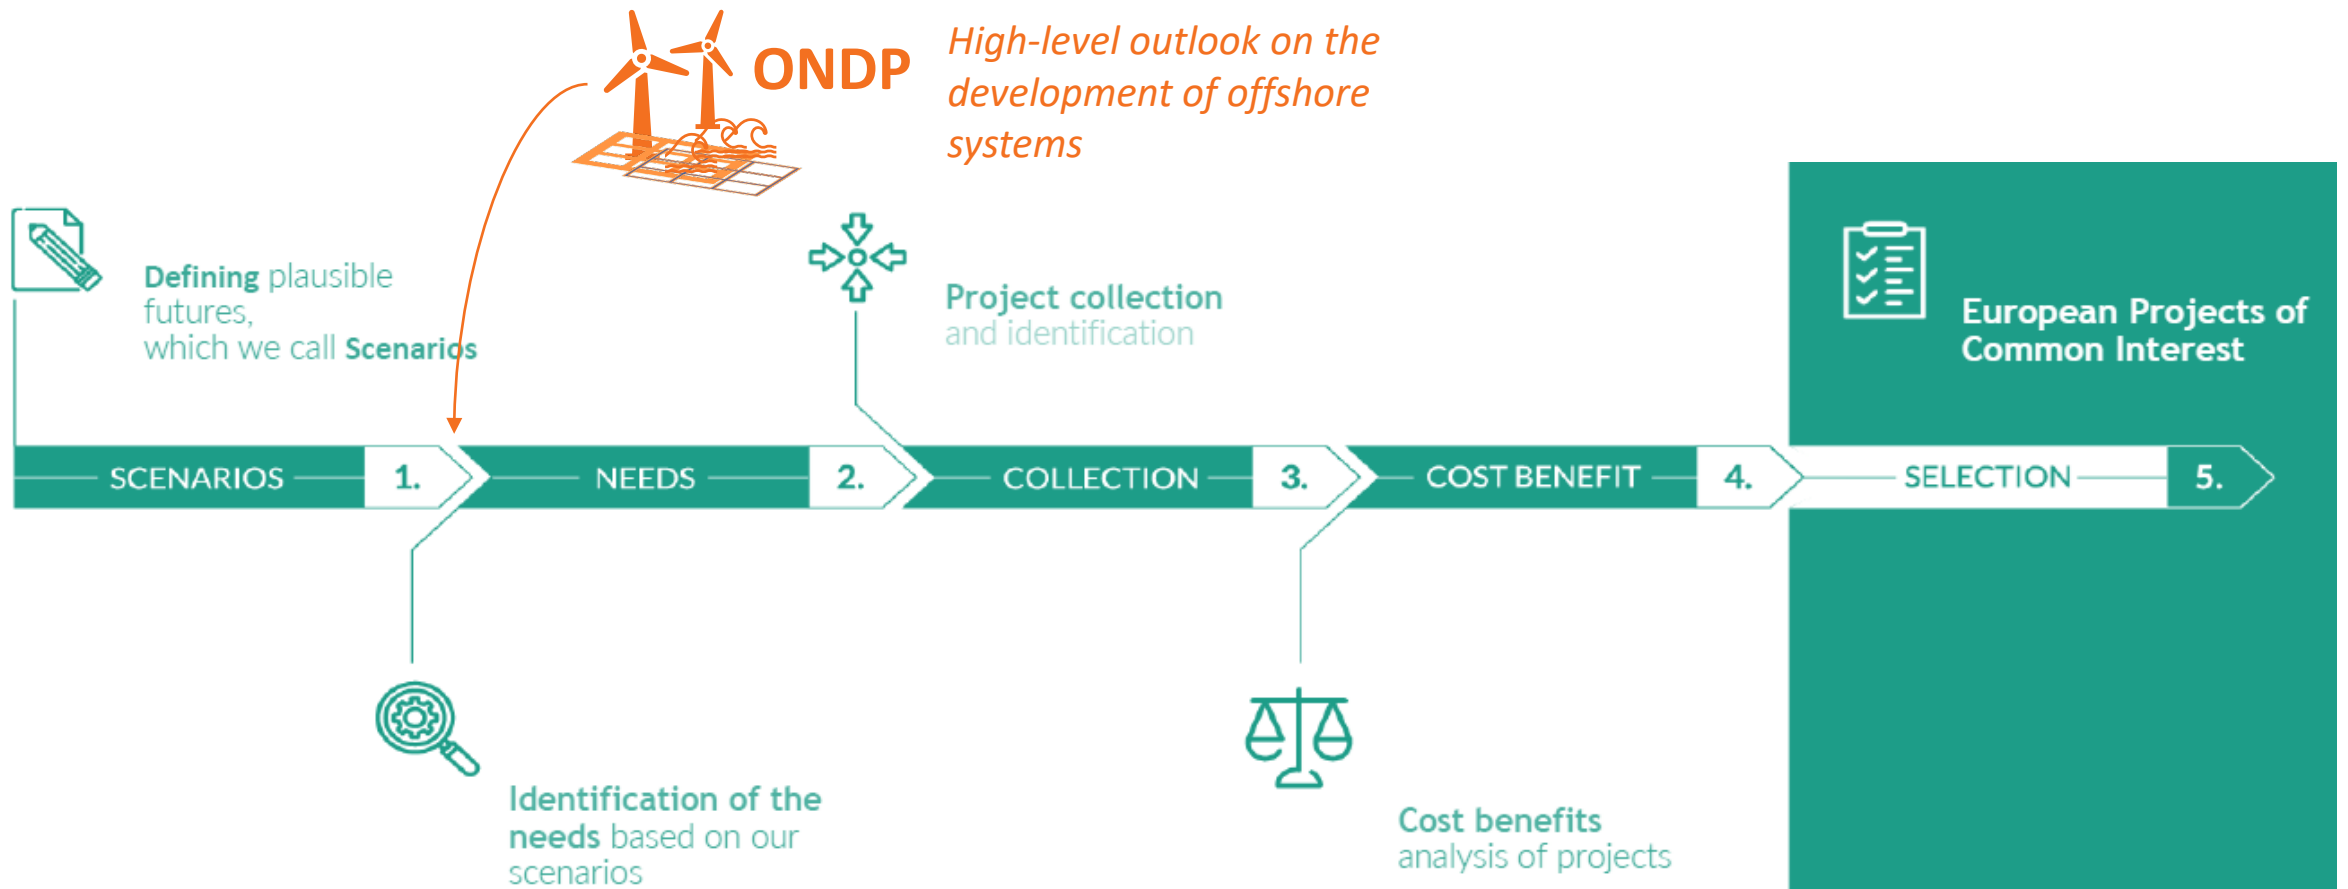 ONDP
High-level outlook on the
development of offshore
systems
Defining plausible
futures,
which we call Scenarios
Project collection
and identification
European Projects of
Common Interest
SCENARIOS 1. NEEDS 2. COLLECTION 3. COST BENEFIT 4. SELECTION 5.
Identification of the
needs based on our
scenarios
Cost benefits
analysis of projects